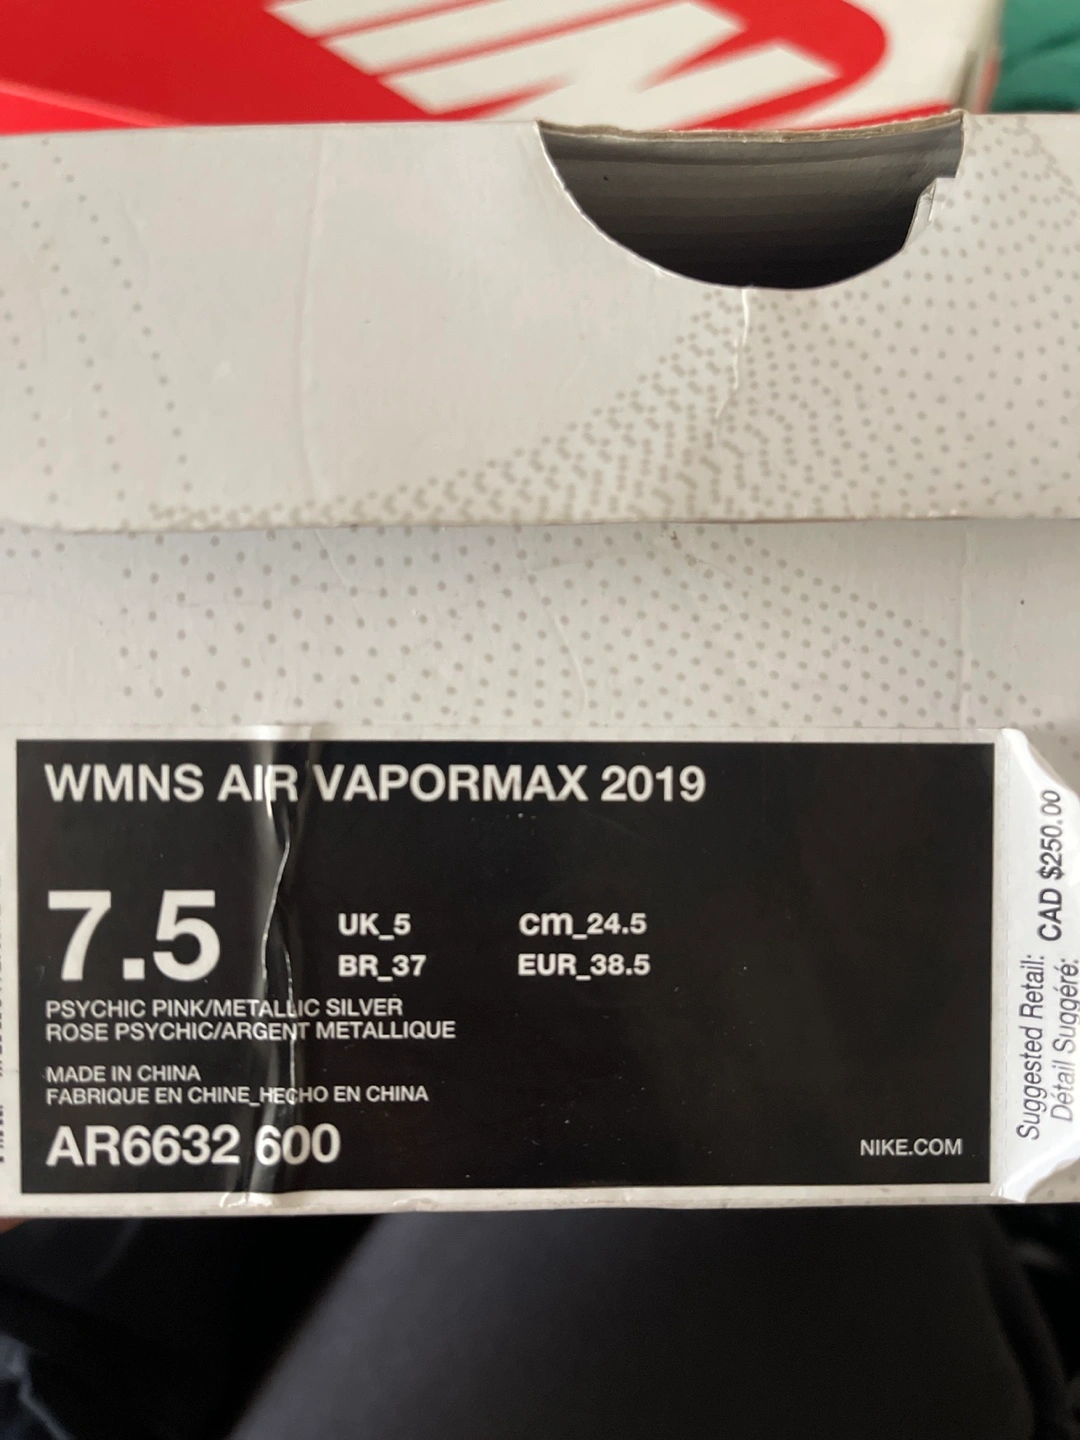 WMNS AIR VAPORMAX 2019
7.5
UK_5
cm_24.5
BR_37
EUR_38.5
PSYCHIC PINK/METALLIC SILVER
ROSE PSYCHIC/ARGENT METALLIQUE
MADE IN CHINA
FABRIQUE EN CHINE_HECHO EN CHINA
AR6632 600
NIKE.COM
Suggested Retail: CAD $250.00
Détail Suggéré: